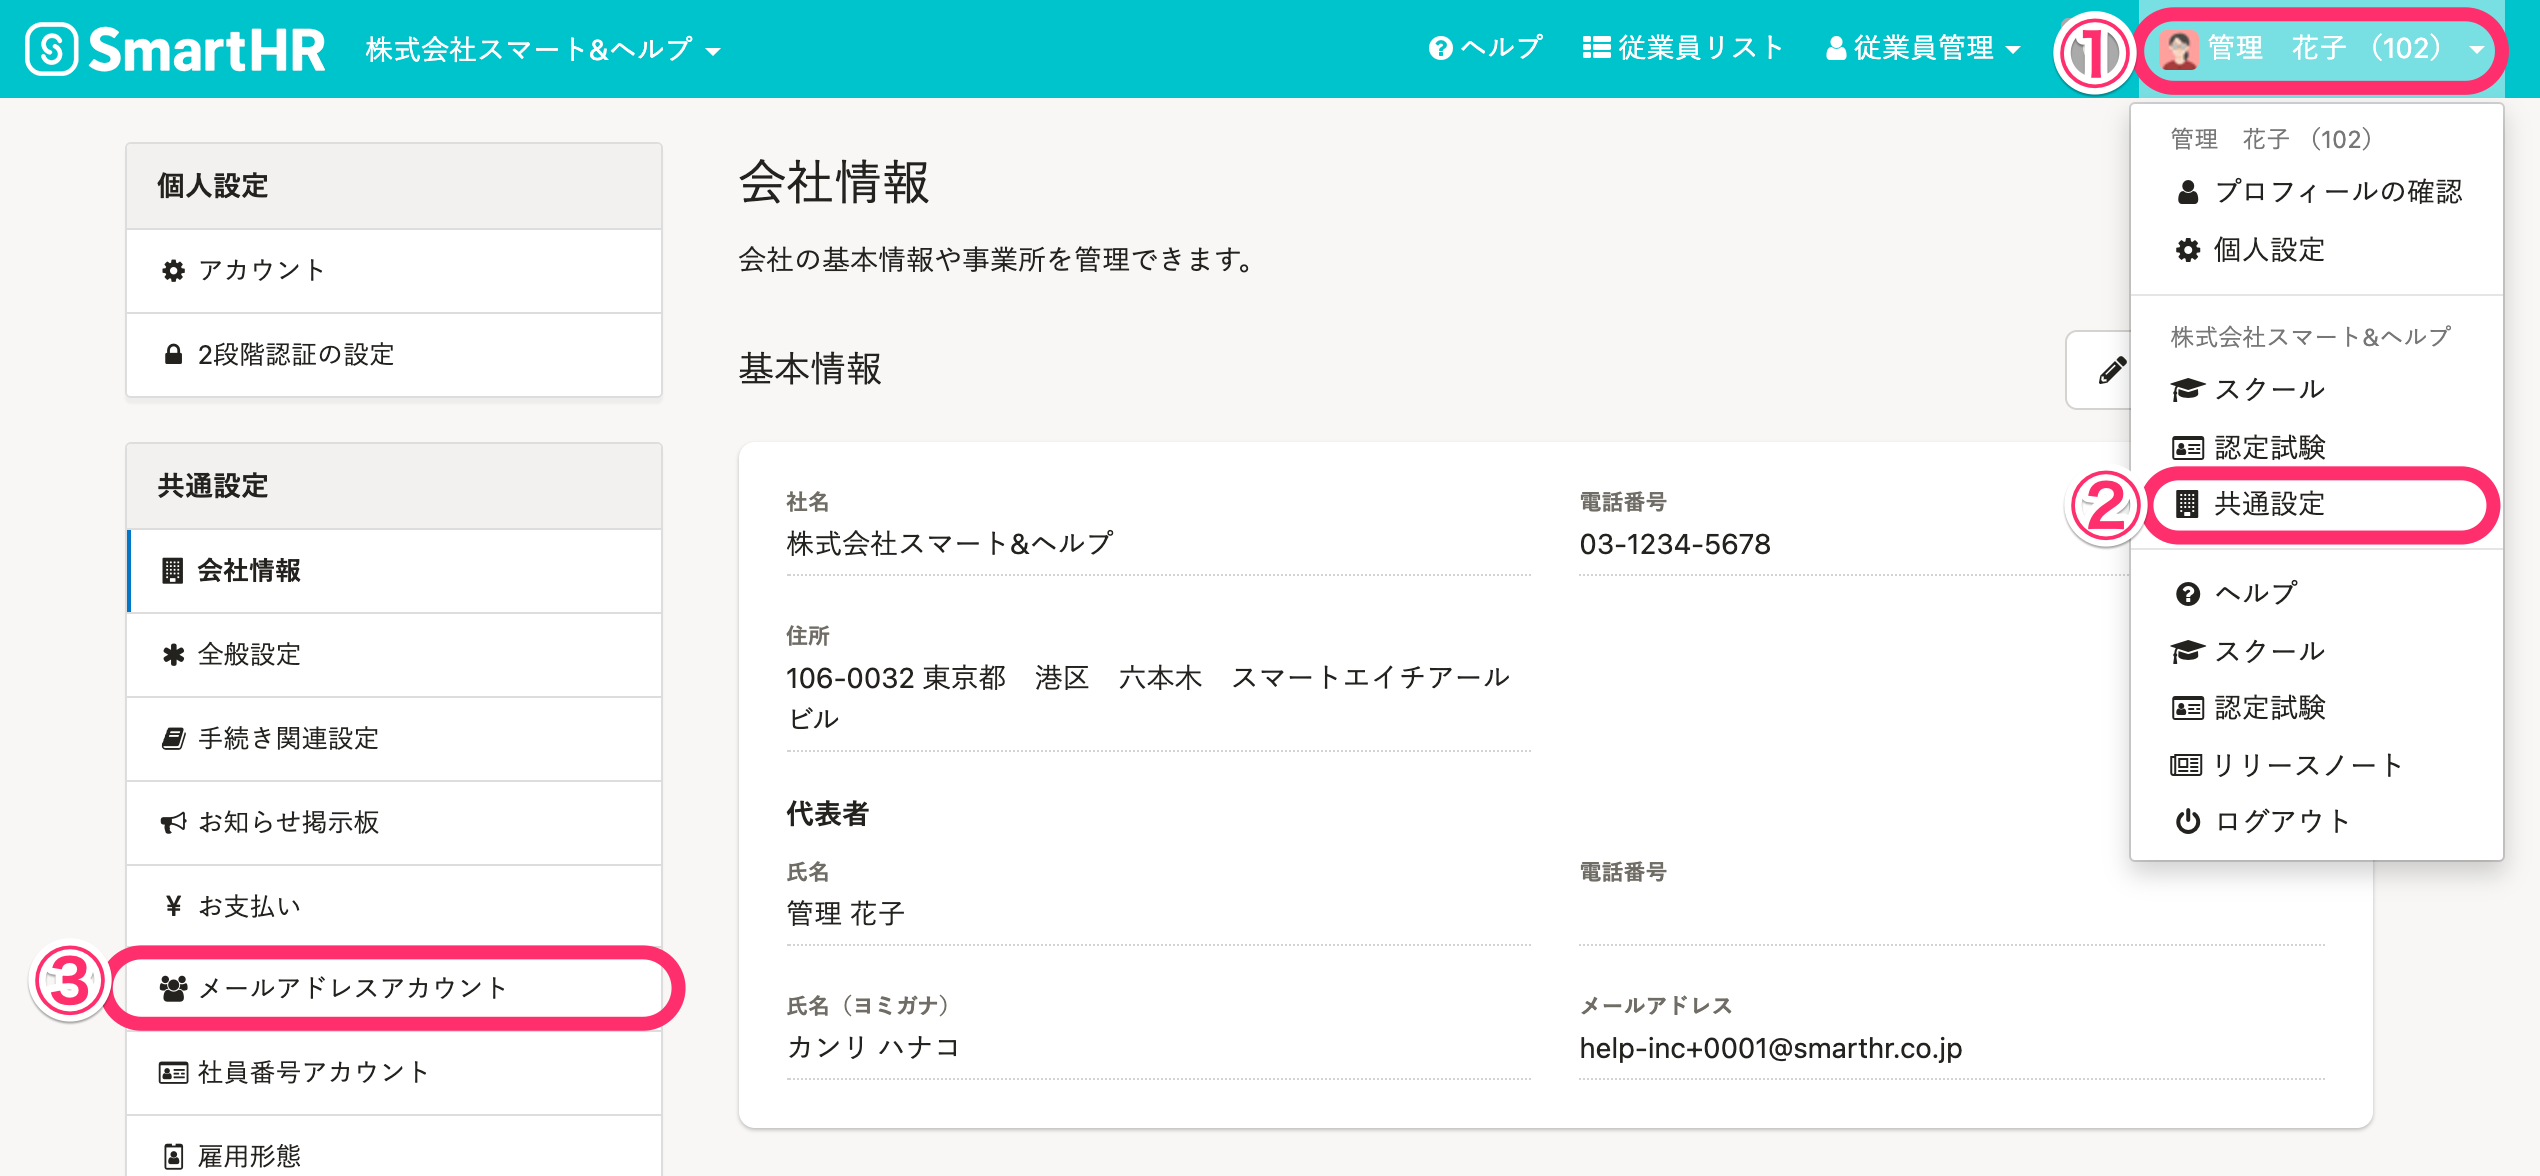 SmartHR 株式会社スマート&ヘルプ ヘルプ 従業員リスト 従業員管理 ① 管理　花子 （102）
個人設定
アカウント
2段階認証の設定
共通設定
会社情報
全般設定
手続き関連設定
お知らせ掲示板
¥ お支払い
③ メールアドレスアカウント
社員番号アカウント
雇用形態
会社情報
会社の基本情報や事業所を管理できます。
基本情報
社名
株式会社スマート&ヘルプ
電話番号
03-1234-5678
住所
106-0032 東京都　港区　六本木　スマートエイチアール
ビル
代表者
氏名
管理 花子
電話番号
氏名（ヨミガナ）
カンリ ハナコ
メールアドレス
help-inc+0001@smarthr.co.jp
管理　花子 （102）
プロフィールの確認
個人設定
株式会社スマート&ヘルプ
スクール
認定試験
② 共通設定
ヘルプ
スクール
認定試験
リリースノート
ログアウト